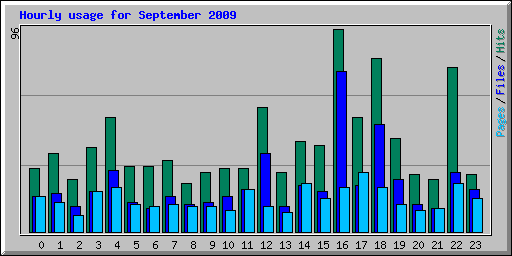 Hourly usage for September 2009
96
Pages/Files/Hits
0 1 2 3 4 5 6 7 8 9 10 11 12 13 14 15 16 17 18 19 20 21 22 23